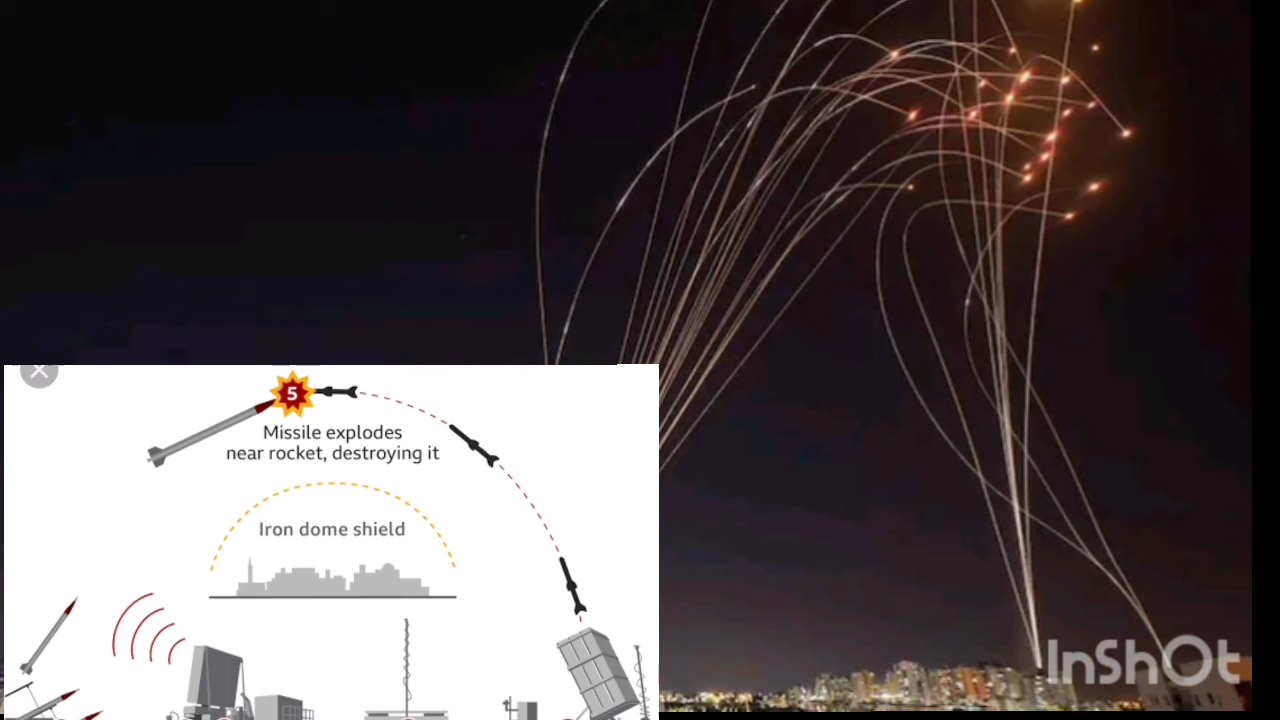 5
Missile explodes
near rocket, destroying it
Iron dome shield
InShOt